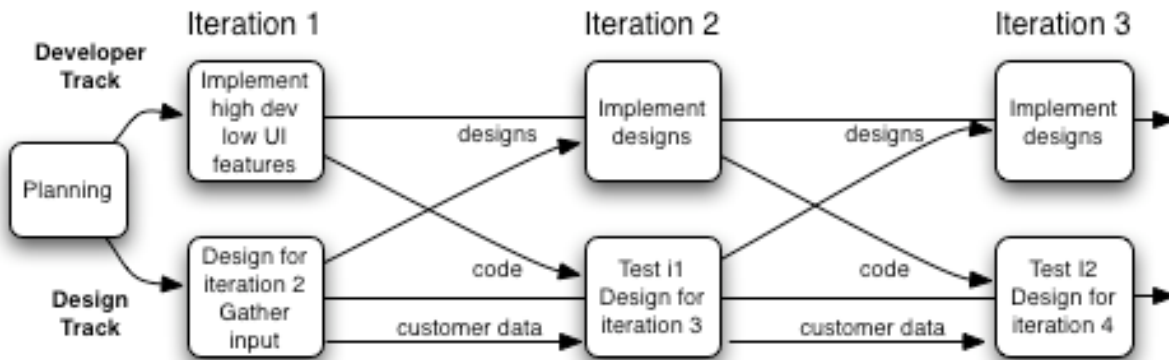 Iteration 1
Iteration 2
Iteration 3
Developer
Track
Implement
high dev
low UI
features
Implement
designs
Implement
designs
designs
designs
Planning
Design for
iteration 2
Gather
input
Test i1
Design for
iteration 3
Test I2
Design for
iteration 4
code
code
Design
Track
customer data
customer data